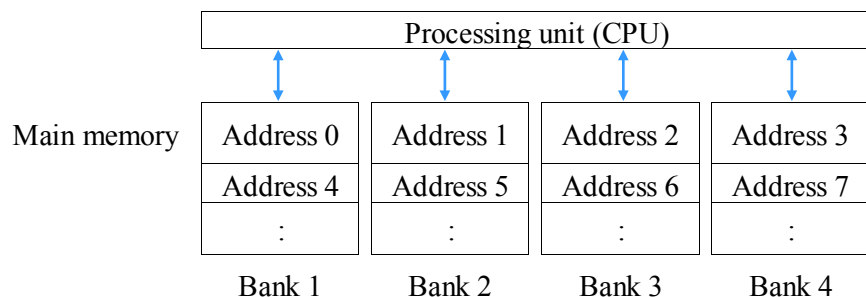 Processing unit (CPU)
Main memory Address 0 Address 1 Address 2 Address 3
Address 4 Address 5 Address 6 Address 7
: : : :
Bank 1 Bank 2 Bank 3 Bank 4